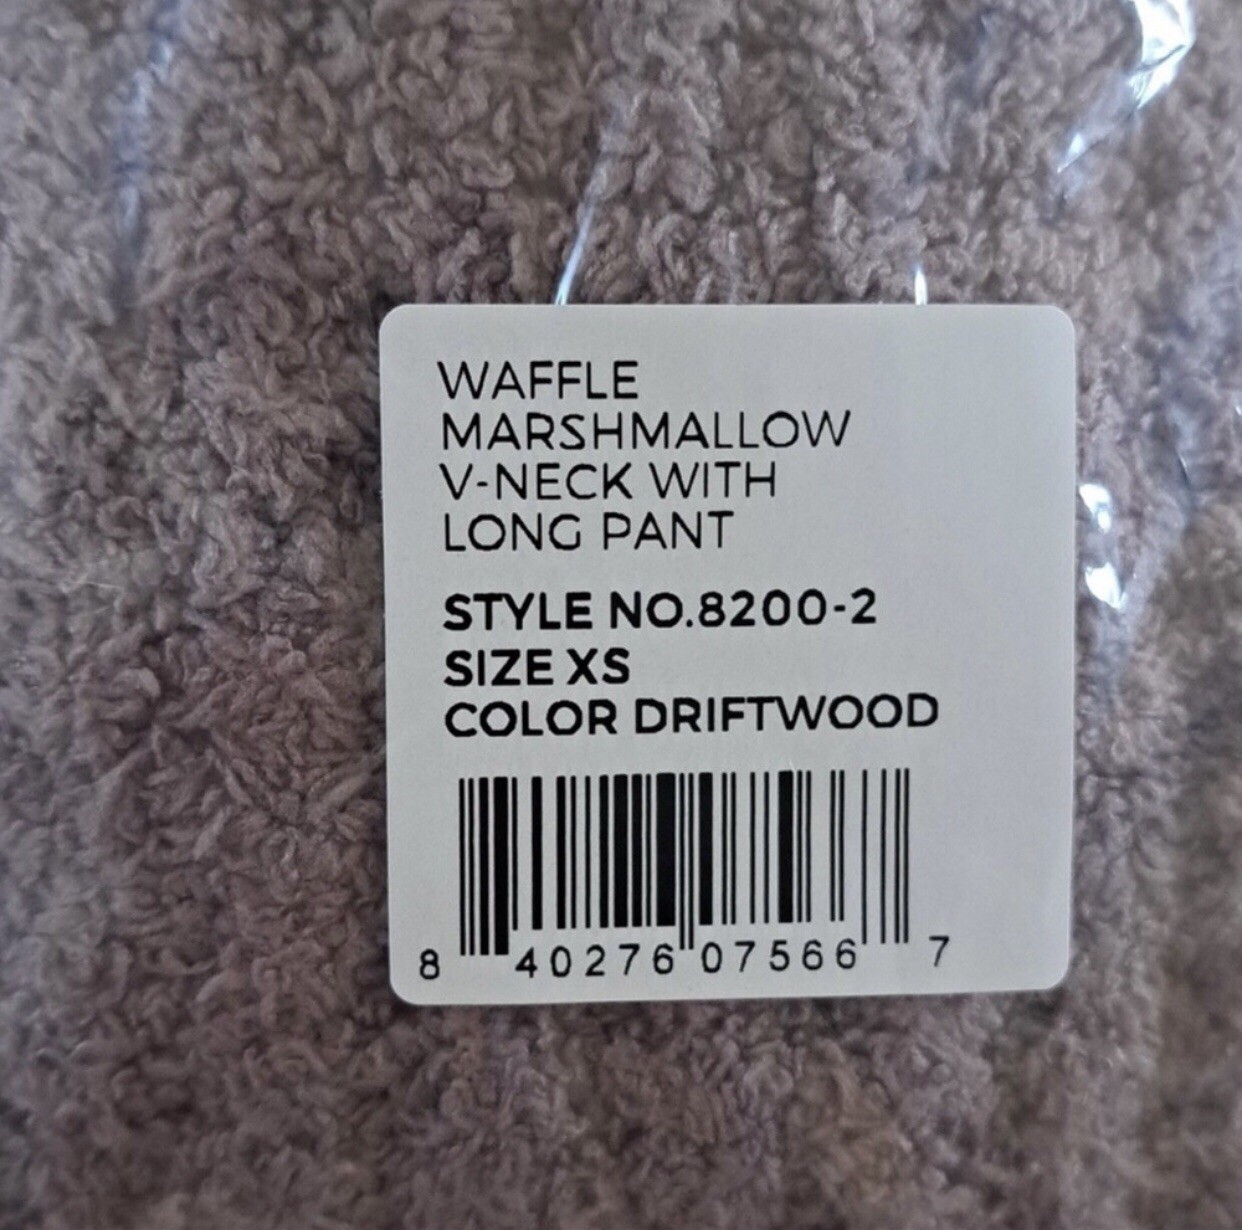 WAFFLE
MARSHMALLOW
V-NECK WITH
LONG PANT
STYLE NO.8200-2
SIZE XS
COLOR DRIFTWOOD
8 40276 07566 7